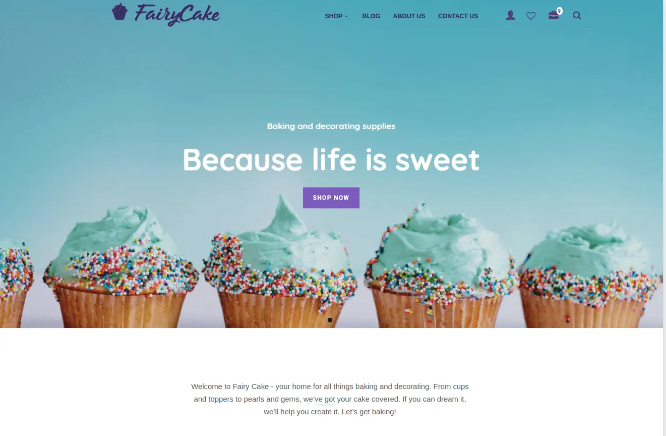 FairyCake
SHOP
BLOG
ABOUT US
CONTACT US
0
Baking and decorating supplies
Because life is sweet
SHOP NOW
Welcome to Fairy Cake - your home for all things baking and decorating. From cups
and toppers to pearls and gems, we've got your cake covered. If you can dream it,
we'll help you create it. Let's get baking!